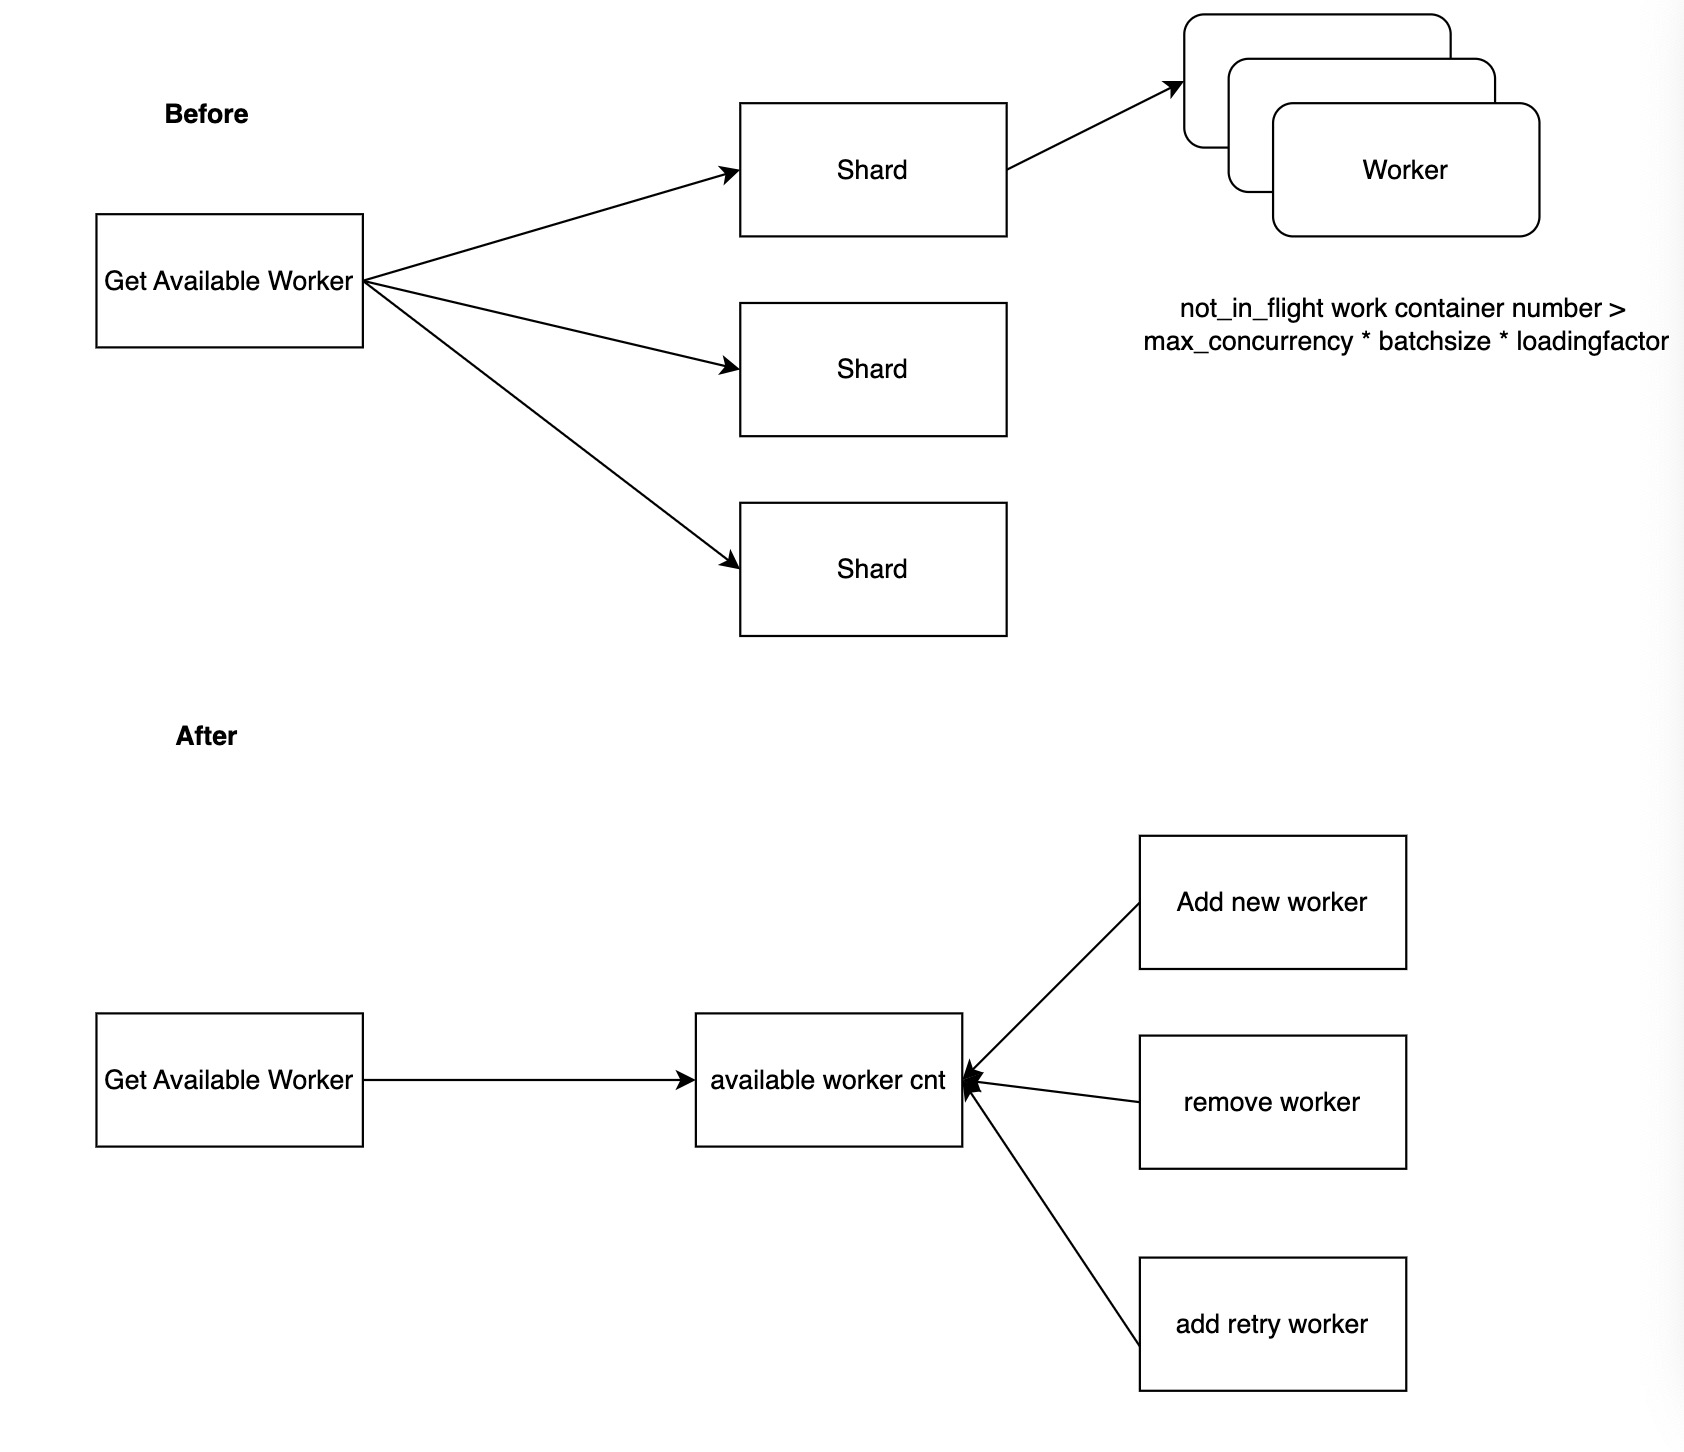 Before
Get Available Worker
Shard
Shard
Shard
Worker
not_in_flight work container number >
max_concurrency * batchsize * loadingfactor
After
Get Available Worker
available worker cnt
Add new worker
remove worker
add retry worker